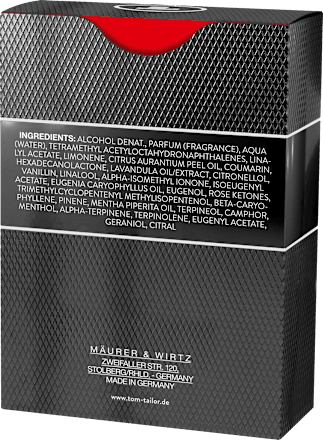 INGREDIENTS: ALCOHOL DENAT., PARFUM (FRAGRANCE), AQUA
(WATER), TETRAMETHYL ACETYLOCTAHYDRONAPHTHALENES, LINA-
LYL ACETATE, LIMONENE, CITRUS AURANTIUM PEEL OIL, COUMARIN,
HEXADECANOLACTONE, LAVANDULA OIL/EXTRACT, CITRONELLOL,
VANILLIN, LINALOOL, ALPHA-ISOMETHYL IONONE, ISOEUGENYL
ACETATE, EUGENIA CARYOPHYLLUS OIL, EUGENOL, ROSE KETONES,
TRIMETHYLCYCLOPENTENYL METHYLISOPENTENOL, BETA-CARYO-
PHYLLENE, PINENE, MENTHA PIPERITA OIL, TERPINEOL, CAMPHOR,
MENTHOL, ALPHA-TERPINENE, TERPINOLENE, EUGENYL ACETATE,
GERANIOL, CITRAL
MÄURER & WIRTZ
ZWEIFALLER STR. 120,
STOLBERG/RHLD. - GERMANY
MADE IN GERMANY
www.tom-tailor.de